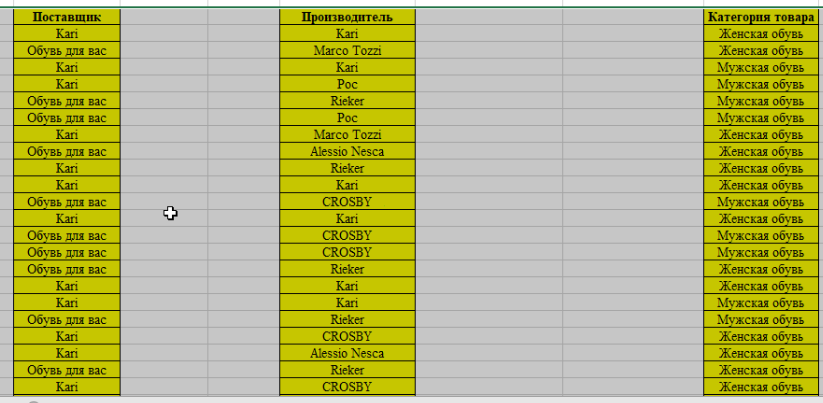 Поставщик Производитель Категория товара
Kari Kari Женская обувь
Обувь для вас Marco Tozzi Женская обувь
Kari Kari Мужская обувь
Kari Рос Мужская обувь
Обувь для вас Rieker Мужская обувь
Обувь для вас Рос Мужская обувь
Kari Marco Tozzi Женская обувь
Обувь для вас Alessio Nesca Женская обувь
Kari Rieker Женская обувь
Kari Kari Женская обувь
Обувь для вас CROSBY Мужская обувь
Kari Kari Женская обувь
Обувь для вас CROSBY Мужская обувь
Обувь для вас CROSBY Мужская обувь
Обувь для вас Rieker Женская обувь
Kari Kari Женская обувь
Kari Kari Мужская обувь
Обувь для вас Rieker Мужская обувь
Kari CROSBY Женская обувь
Kari Alessio Nesca Женская обувь
Обувь для вас Rieker Женская обувь
Kari CROSBY Женская обувь